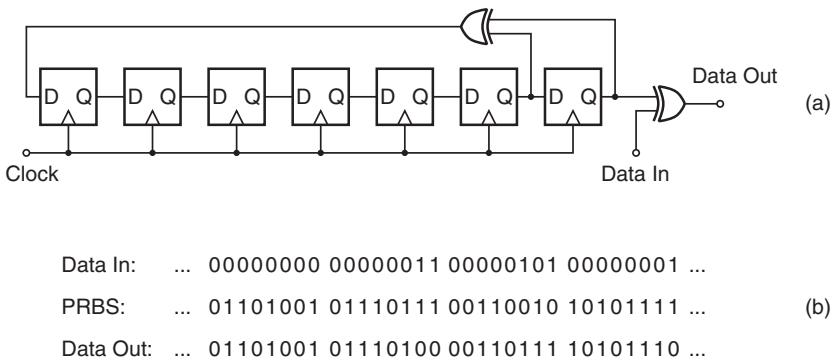 D Q D Q D Q D Q D Q D Q D Q
Data Out
(a)
Clock
Data In
Data In: ... 00000000 00000011 00000101 00000001 ...
PRBS: ... 01101001 01110111 00110010 10101111 ... (b)
Data Out: ... 01101001 01110100 00110111 10101110 ...